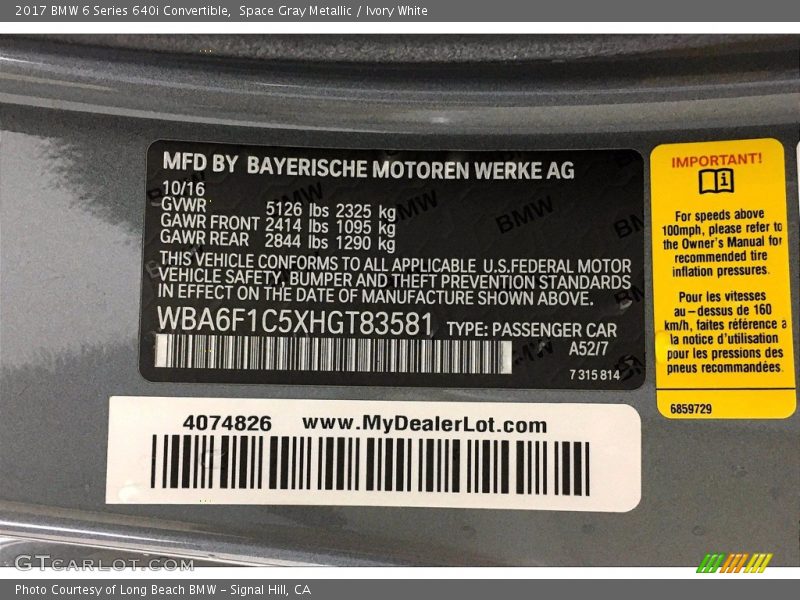 2017 BMW 6 Series 640i Convertible,  Space Gray Metallic / Ivory White
MFD BY BAYERISCHE MOTOREN WERKE AG
10/16
GVWR 5126 lbs 2325 kg
GAWR FRONT 2414 lbs 1095 kg
GAWR REAR 2844 lbs 1290 kg
THIS VEHICLE CONFORMS TO ALL APPLICABLE U.S.FEDERAL MOTOR
VEHICLE SAFETY, BUMPER AND THEFT PREVENTION STANDARDS
IN EFFECT ON THE DATE OF MANUFACTURE SHOWN ABOVE.
WBA6F1C5XHGT83581 TYPE: PASSENGER CAR
A52/7
7 315 814
IMPORTANT!
For speeds above
100mph, please refer to
the Owner's Manual for
recommended tire
inflation pressures.
Pour les vitesses
au–dessus de 160
km/h, faites référence a
la notice d'utilisation
pour les pressions des
pneus recommandées.
6859729
4074826 www.MyDealerLot.com
GTCARLOT.COM
Photo Courtesy of Long Beach BMW – Signal Hill, CA